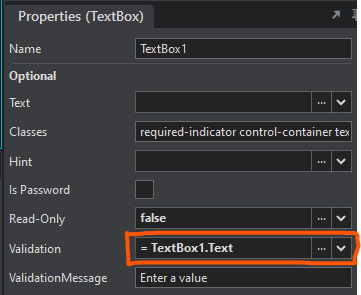 Properties (TextBox)
Name TextBox1
Optional
Text ...
Classes required-indicator control-container tex
Hint ...
Is Password
Read-Only false ...
Validation = TextBox1.Text ...
ValidationMessage Enter a value